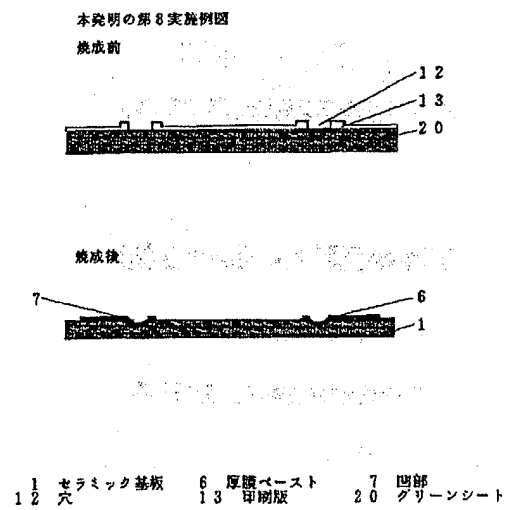 本発明の第8実施例図
焼成前
12
13
20
焼成後
7
6
1
1 セラミック基板 6 厚膜ペースト 7 凹部
12 穴 13 印刷版 20 グリーンシート